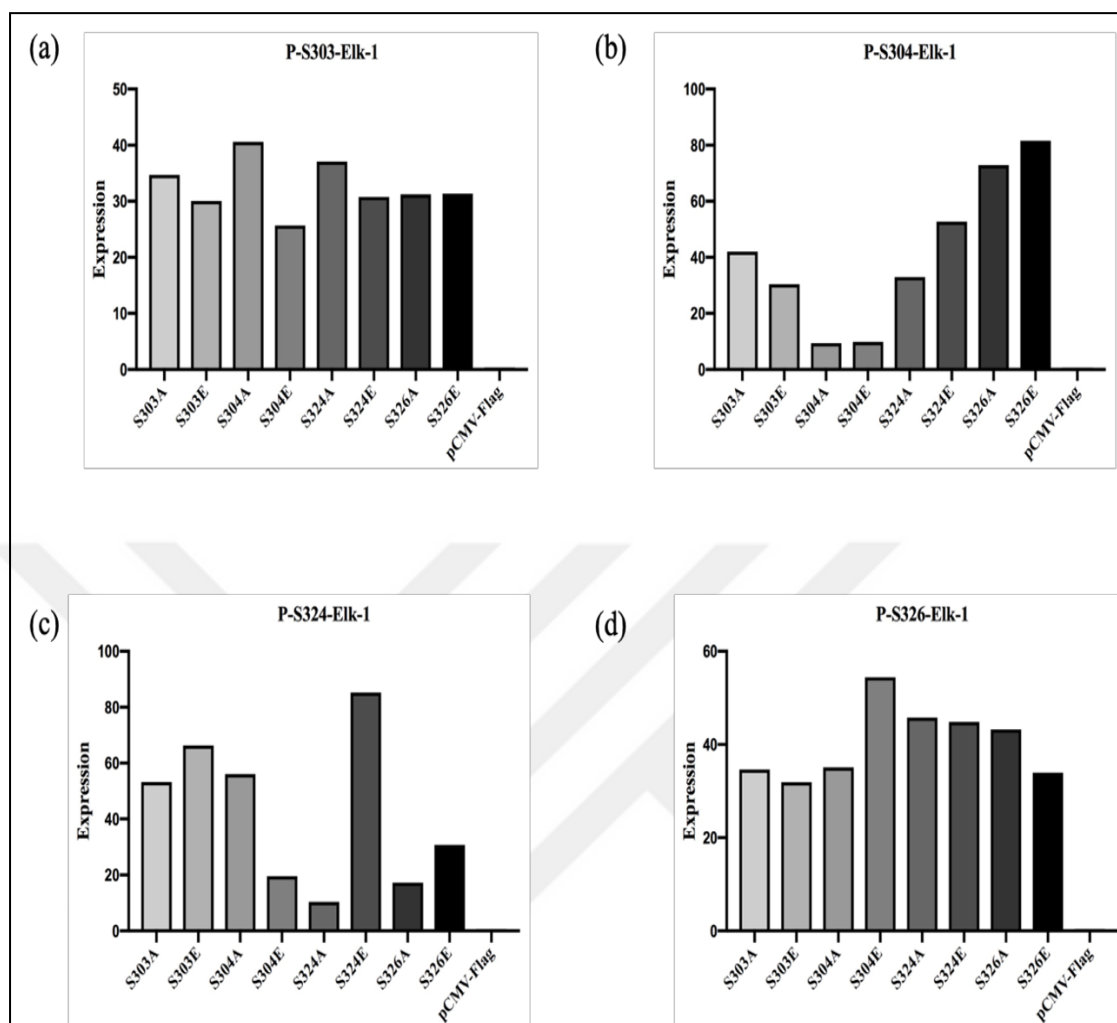 (a)
P-S303-Elk-1
Expression
50
40
30
20
10
0
S303A
S303E
S304A
S304E
S324A
S324E
S326A
S326E
pCMV-Flag
(b)
P-S304-Elk-1
Expression
100
80
60
40
20
0
S303A
S303E
S304A
S304E
S324A
S324E
S326A
S326E
pCMV-Flag
(c)
P-S324-Elk-1
Expression
100
80
60
40
20
0
S303A
S303E
S304A
S304E
S324A
S324E
S326A
S326E
pCMV-Flag
(d)
P-S326-Elk-1
Expression
60
40
20
0
S303A
S303E
S304A
S304E
S324A
S324E
S326A
S326E
pCMV-Flag